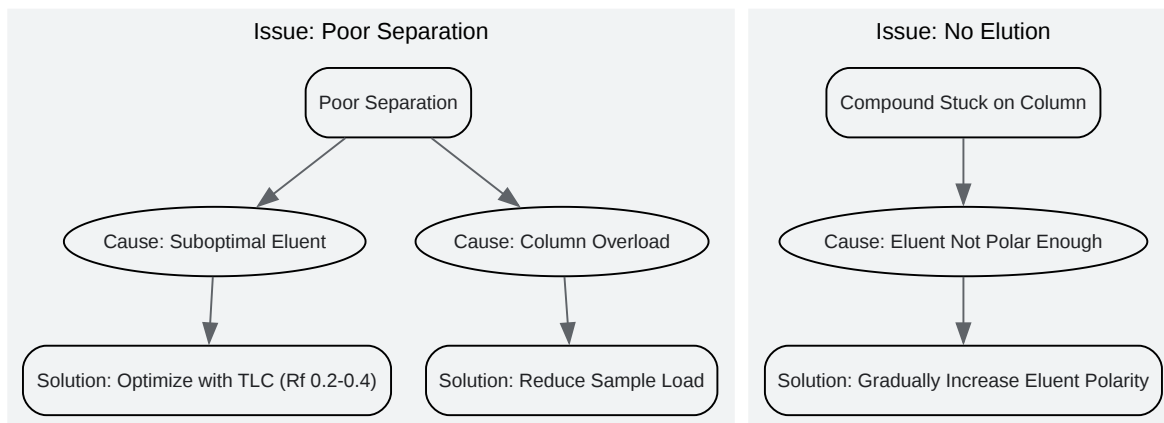 Issue: Poor Separation
Poor Separation
Cause: Suboptimal Eluent
Cause: Column Overload
Solution: Optimize with TLC (Rf 0.2-0.4)
Solution: Reduce Sample Load
Issue: No Elution
Compound Stuck on Column
Cause: Eluent Not Polar Enough
Solution: Gradually Increase Eluent Polarity